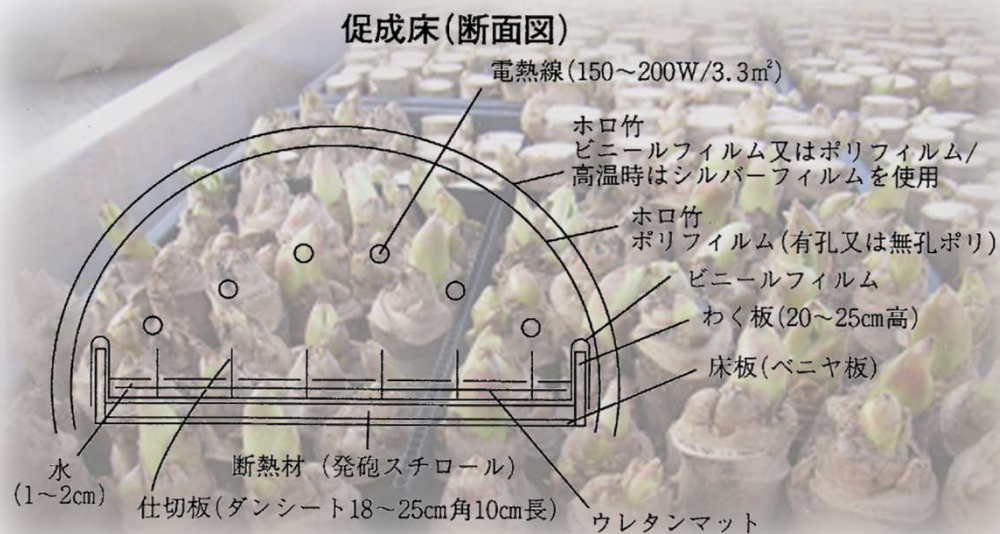 促成床(断面図)
電熱線(150～200W/3.3㎡)
ホロ竹
ビニールフィルム又はポリフィルム/
高温時はシルバーフィルムを使用
ホロ竹
ポリフィルム(有孔又は無孔ポリ)
ビニールフィルム
わく板(20～25cm高)
床板(ベニヤ板)
水
(1～2cm)
断熱材 (発砲スチロール)
仕切板(ダンシート18～25cm角10cm長)
ウレタンマット